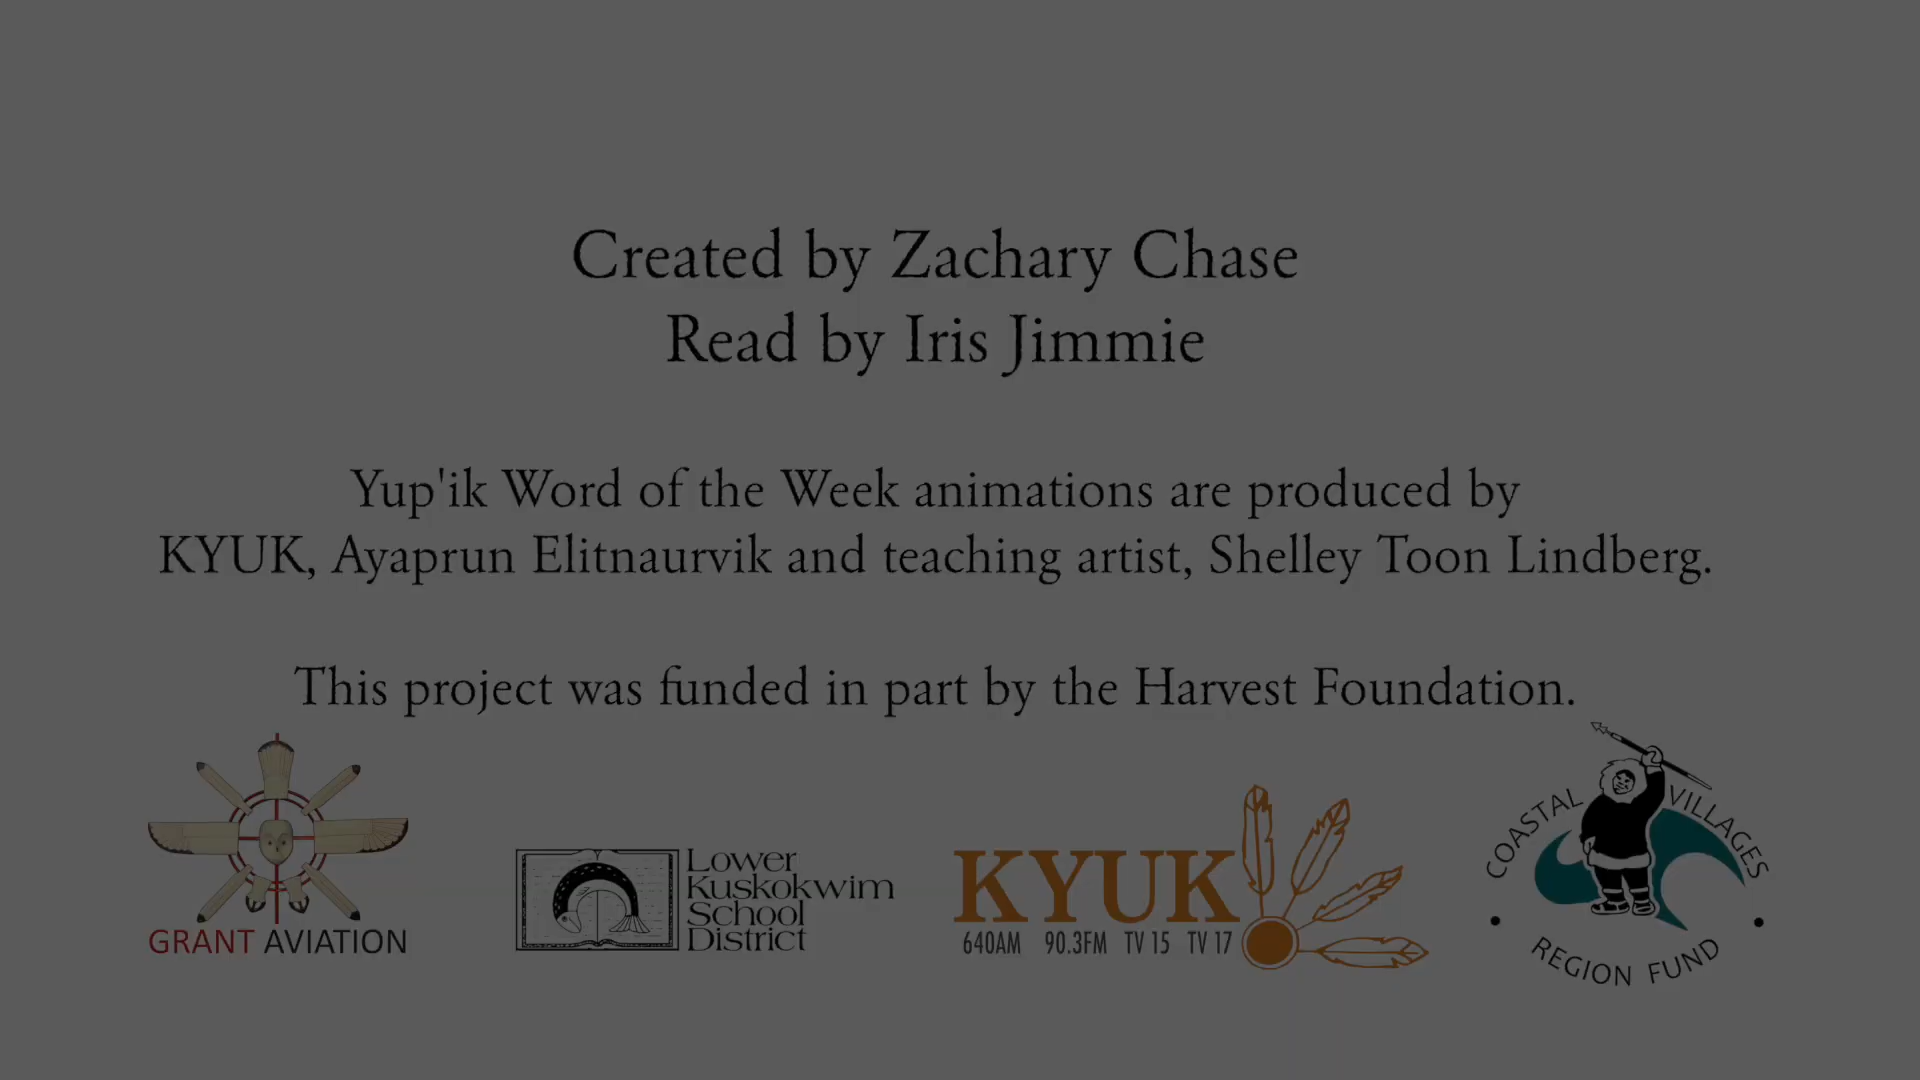 Created by Zachary Chase
Read by Iris Jimmie
Yup'ik Word of the Week animations are produced by
KYUK, Ayaprun Elitnaurvik and teaching artist, Shelley Toon Lindberg.
This project was funded in part by the Harvest Foundation.
GRANT AVIATION
Lower
Kuskokwim
School
District
KYUK
640AM 90.3FM TV 15 TV 17
COASTAL VILLAGES
REGION FUND